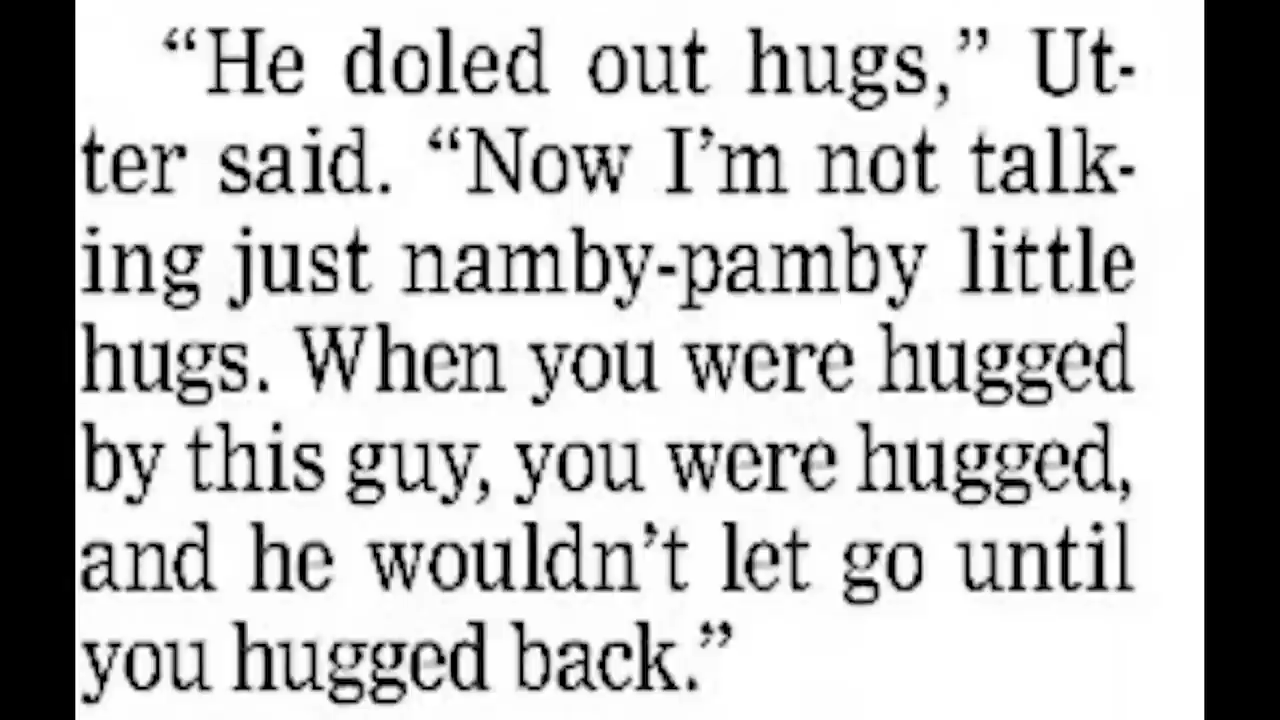 “He doled out hugs,” Ut-
ter said. “Now I’m not talk-
ing just namby-pamby little
hugs. When you were hugged
by this guy, you were hugged,
and he wouldn’t let go until
you hugged back.”